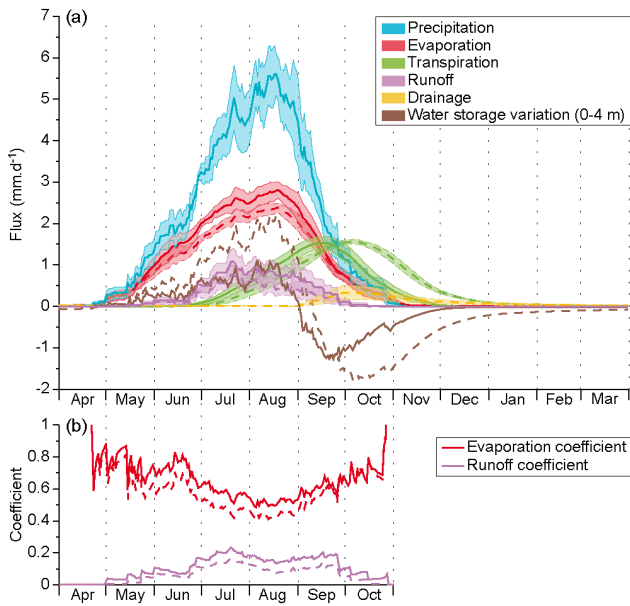 (a)
Precipitation
Evaporation
Transpiration
Runoff
Drainage
Water storage variation (0-4 m)
Flux (mm.d⁻¹)
7
6
5
4
3
2
1
0
-1
-2
Apr May Jun Jul Aug Sep Oct Nov Dec Jan Feb Mar
(b)
Evaporation coefficient
Runoff coefficient
Coefficient
1
0.8
0.6
0.4
0.2
0
Apr May Jun Jul Aug Sep Oct